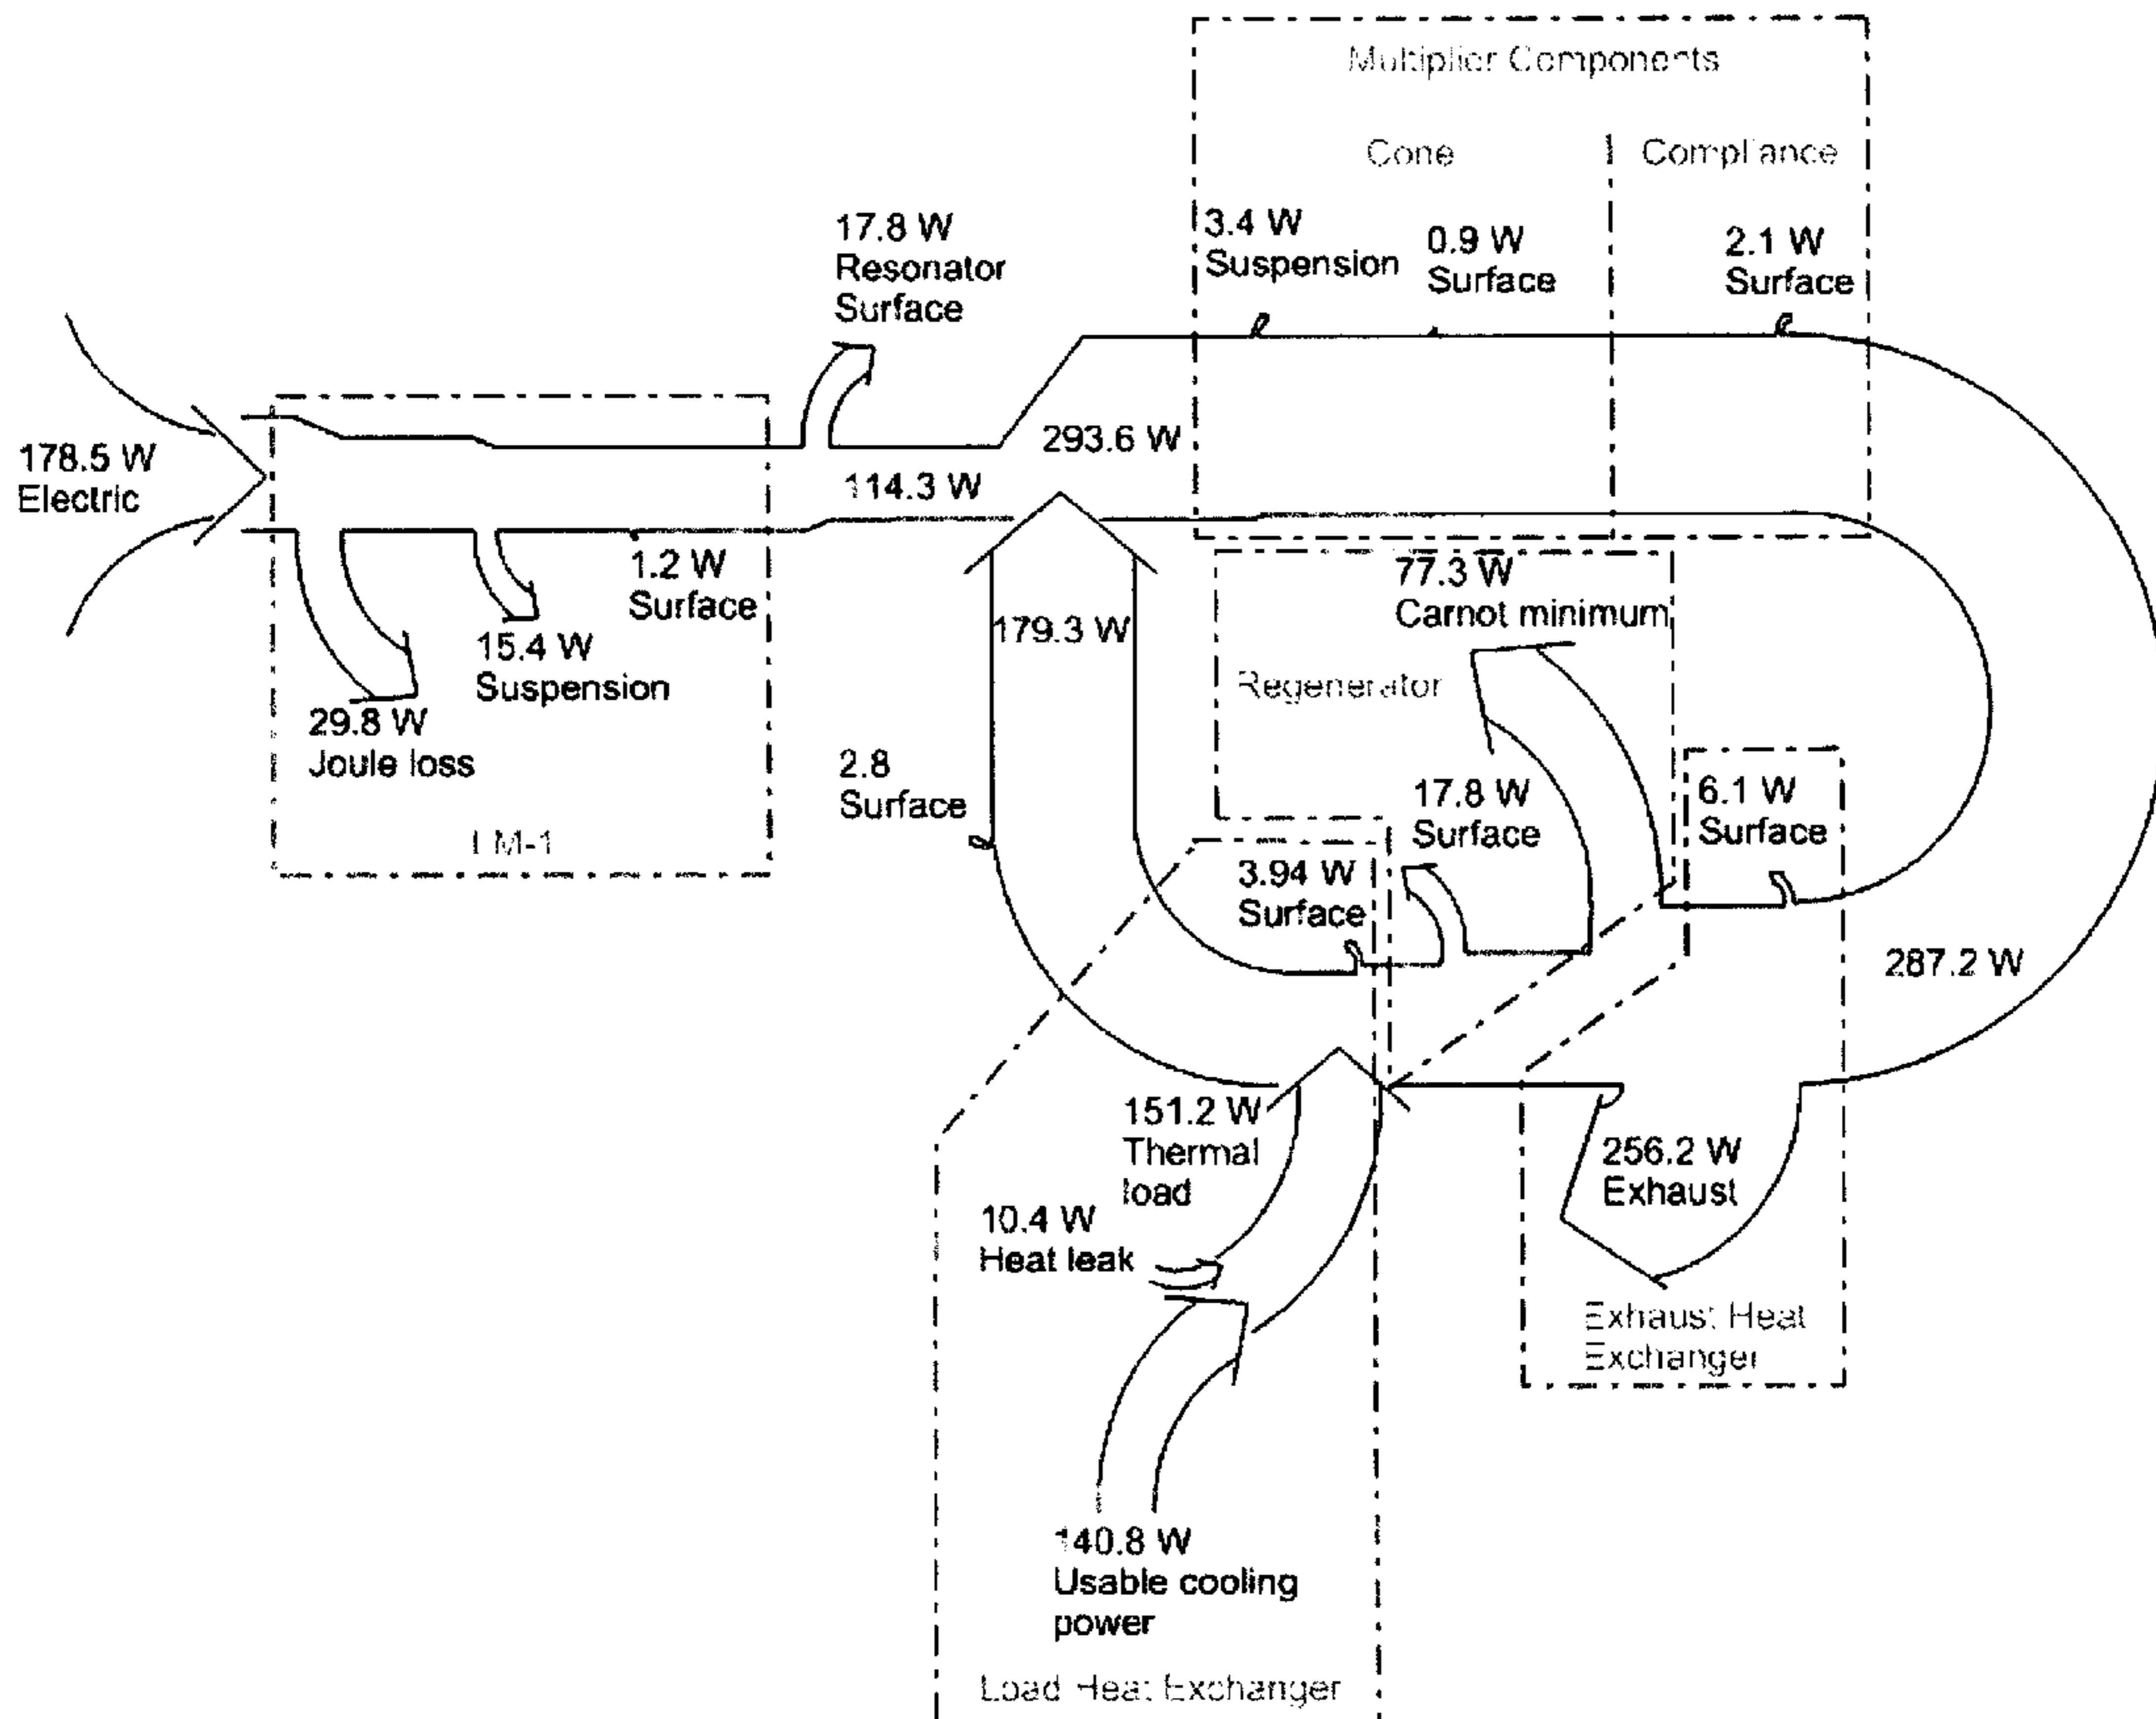 Multiplier Components
Cone
Compliance
17.8 W
Resonator
Surface
3.4 W
Suspension
0.9 W
Surface
2.1 W
Surface
178.5 W
Electric
293.6 W
114.3 W
1.2 W
Surface
15.4 W
Suspension
29.8 W
Joule loss
LM-1
179.3 W
77.3 W
Carnot minimum
Regenerator
2.8
Surface
17.8 W
Surface
6.1 W
Surface
3.94 W
Surface
287.2 W
151.2 W
Thermal
load
256.2 W
Exhaust
10.4 W
Heat leak
Exhaust Heat
Exchanger
140.8 W
Usable cooling
power
Load Heat Exchanger